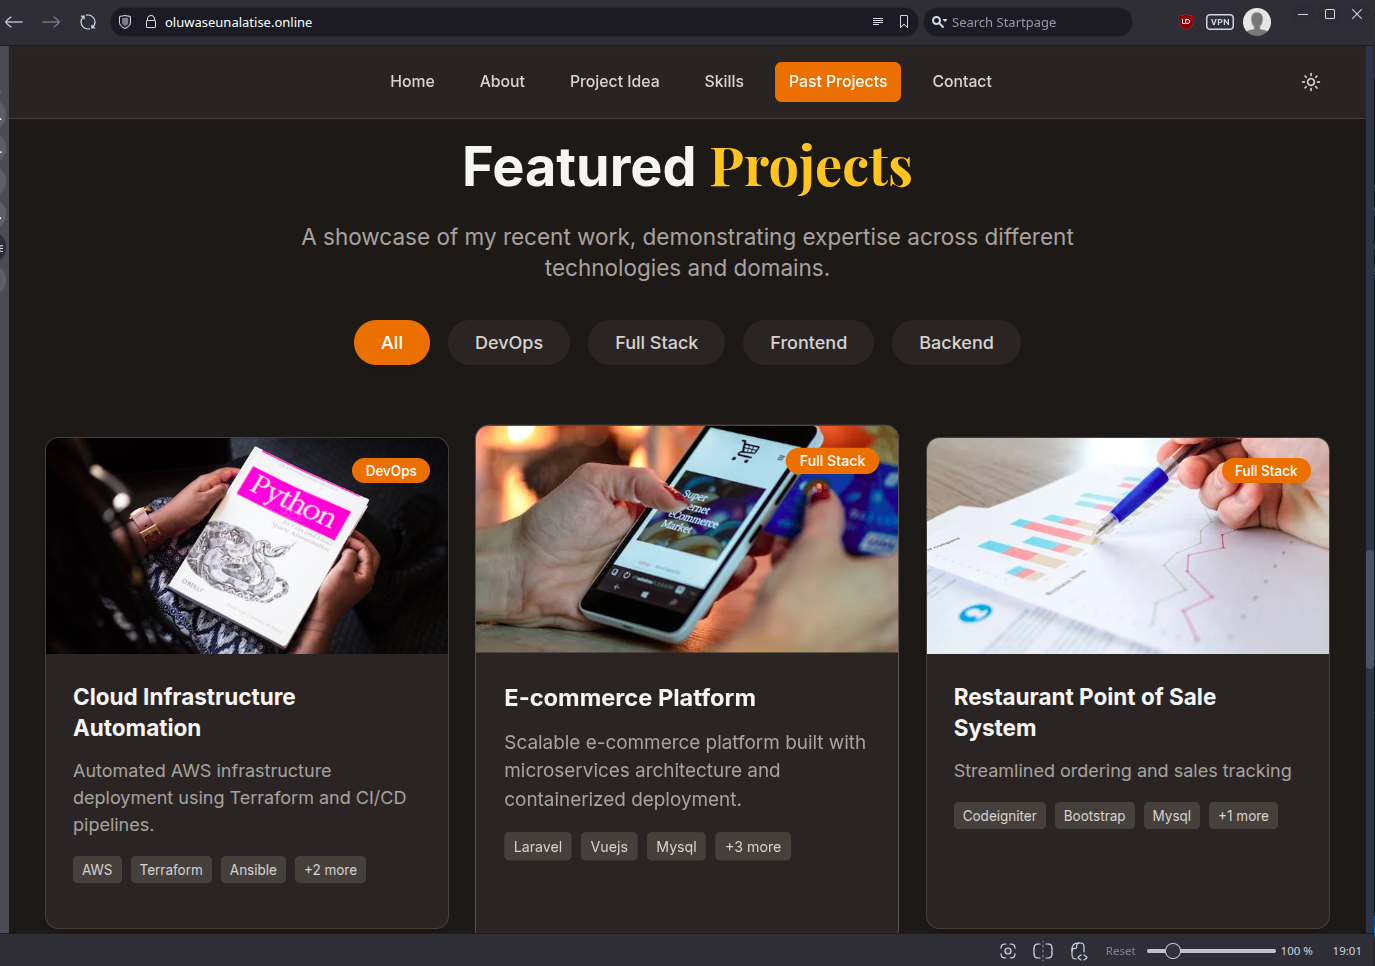 oluwaseunalatise.online
Search Startpage
VPN
Home
About
Project Idea
Skills
Past Projects
Contact
Featured Projects
A showcase of my recent work, demonstrating expertise across different
technologies and domains.
All
DevOps
Full Stack
Frontend
Backend
DevOps
Python
O'REILLY
Cloud Infrastructure
Automation
Automated AWS infrastructure
deployment using Terraform and CI/CD
pipelines.
AWS
Terraform
Ansible
+2 more
Full Stack
Super
eCommerce
Market
E-commerce Platform
Scalable e-commerce platform built with
microservices architecture and
containerized deployment.
Laravel
Vuejs
Mysql
+3 more
Full Stack
Restaurant Point of Sale
System
Streamlined ordering and sales tracking
Codeigniter
Bootstrap
Mysql
+1 more
Reset
100 %
19:01